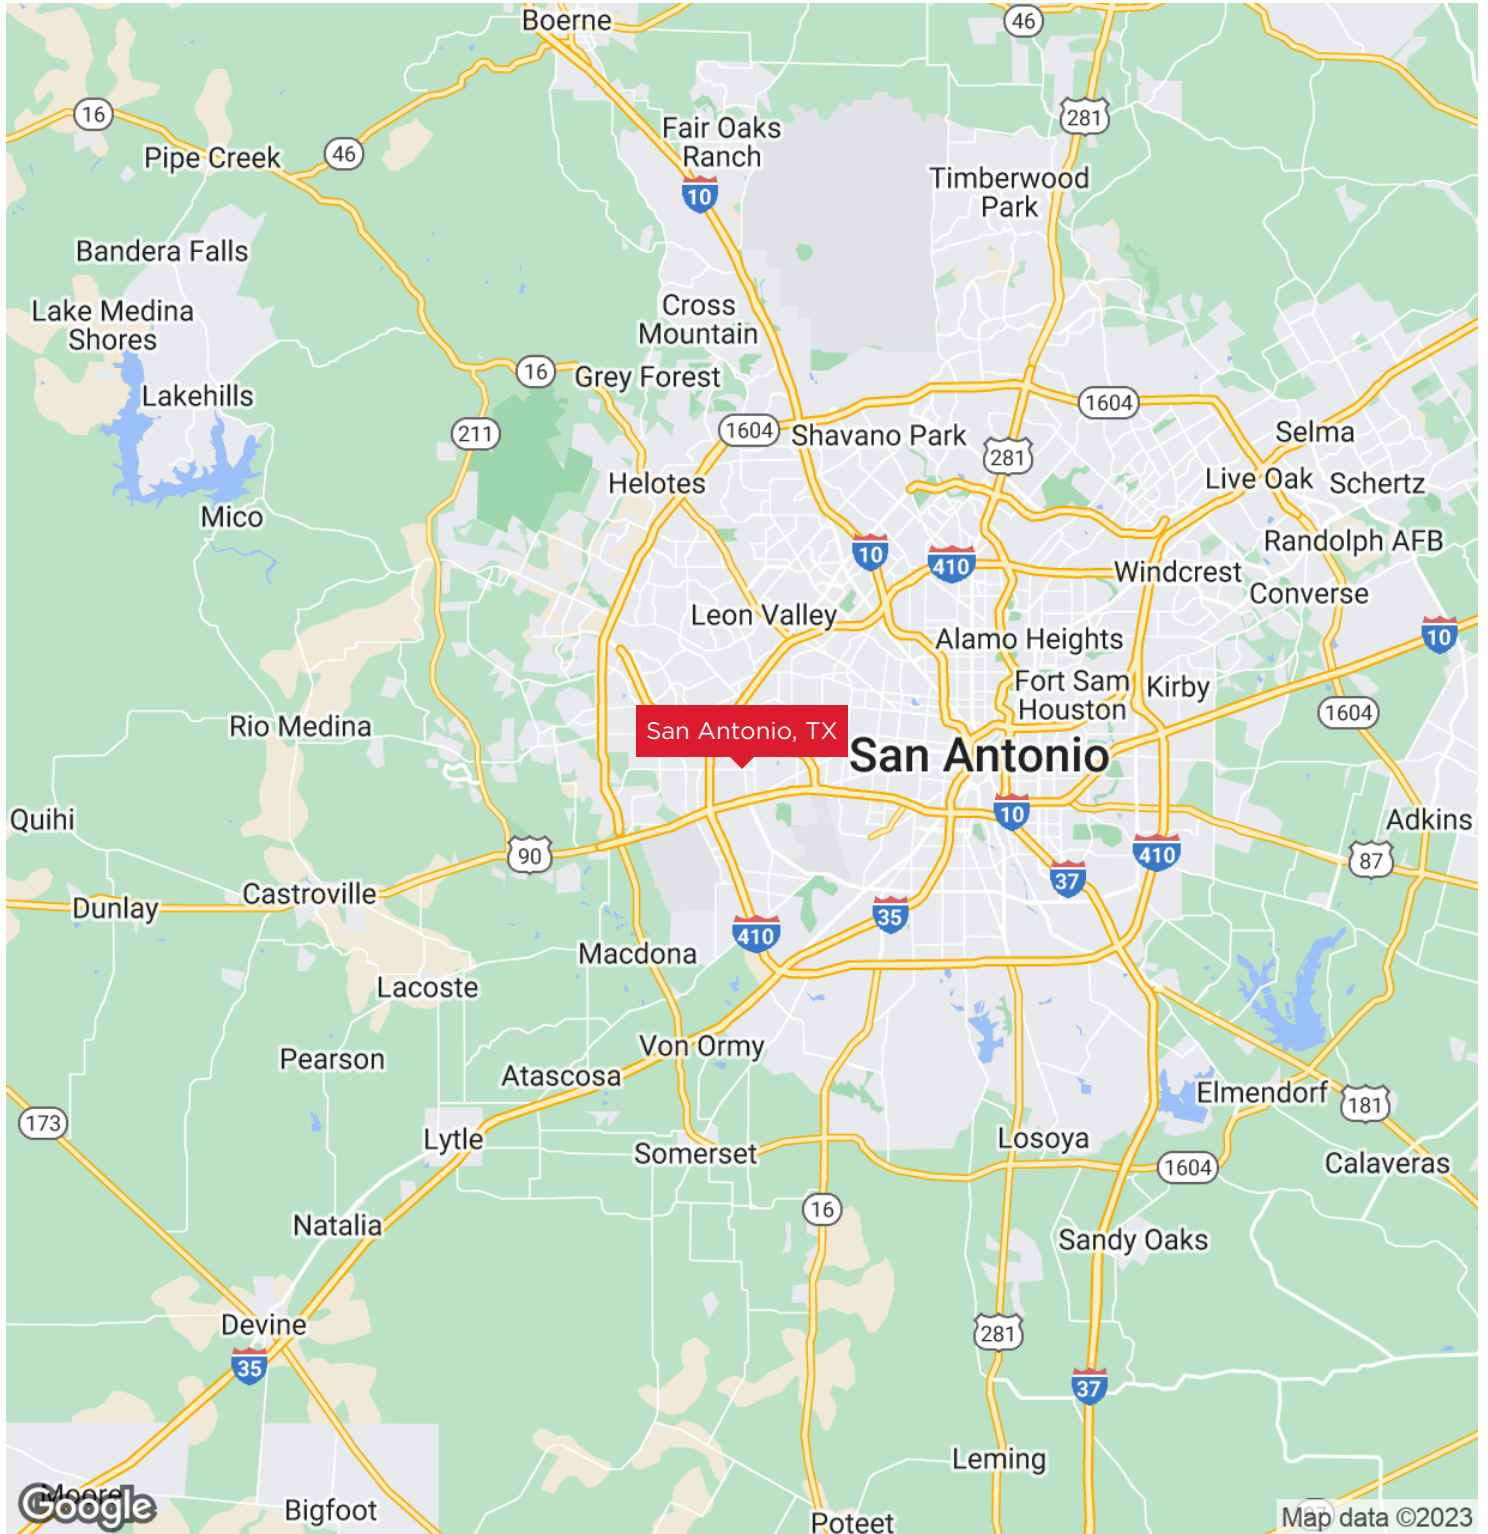 Boerne
46
16
281
Pipe Creek
46
Fair Oaks
Ranch
10
Timberwood
Park
Bandera Falls
Lake Medina
Shores
Cross
Mountain
16
Grey Forest
Lakehills
1604
211
1604
Shavano Park
Selma
281
Helotes
Live Oak
Schertz
Mico
Randolph AFB
10
410
Windcrest
Converse
Leon Valley
Alamo Heights
10
Fort Sam
Houston
Kirby
1604
Rio Medina
San Antonio, TX
San Antonio
Quihi
10
Adkins
90
410
87
37
Castroville
Dunlay
35
410
Macdona
Lacoste
Von Ormy
Pearson
Atascosa
Elmendorf
181
173
Lytle
Losoya
Somerset
1604
Calaveras
16
Natalia
Sandy Oaks
Devine
281
35
37
Leming
Moore
Google
Bigfoot
Poteet
97
Map data ©2023